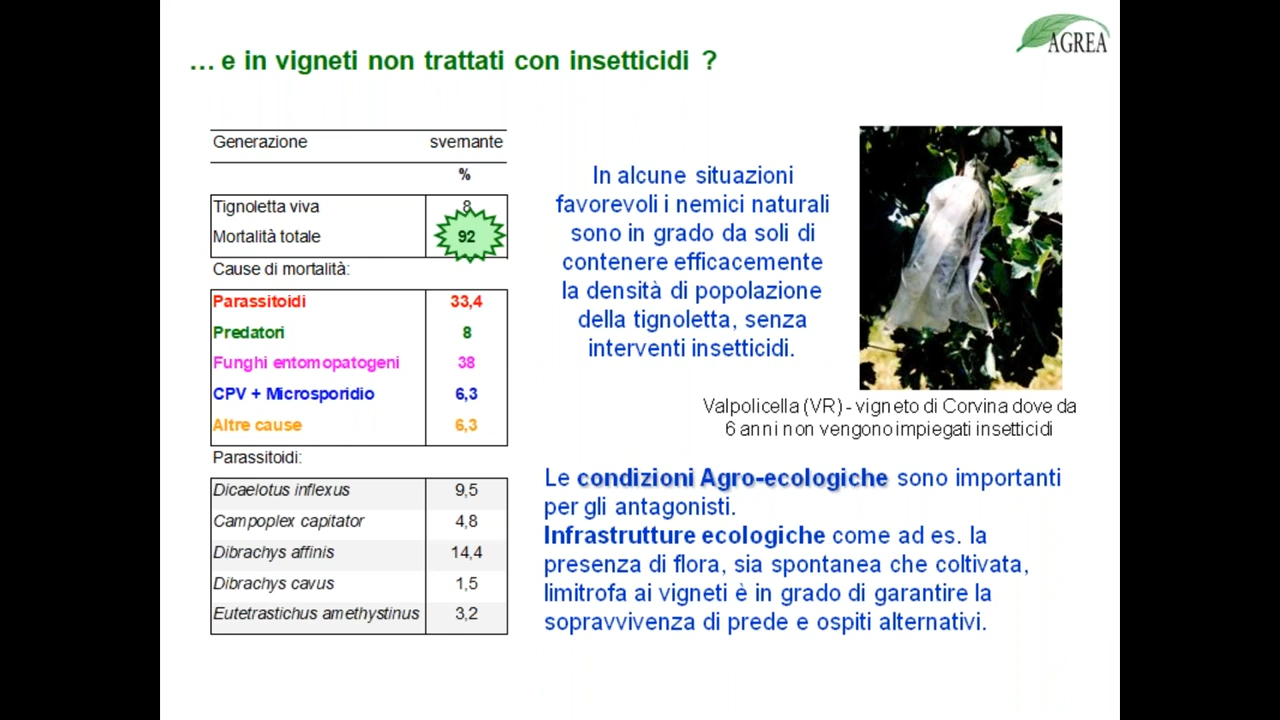 … e in vigneti non trattati con insetticidi ?
AGREA
Generazione svernante
%
Tignoletta viva 8
Mortalità totale 92
Cause di mortalità:
Parassitoidi 33,4
Predatori 8
Funghi entomopatogeni 38
CPV + Microsporidio 6,3
Altre cause 6,3
Parassitoidi:
Dicaelotus inflexus 9,5
Campoplex capitator 4,8
Dibrachys affinis 14,4
Dibrachys cavus 1,5
Eutetrastichus amethystinus 3,2
In alcune situazioni
favorevoli i nemici naturali
sono in grado da soli di
contenere efficacemente
la densità di popolazione
della tignoletta, senza
interventi insetticidi.
Valpolicella (VR) - vigneto di Corvina dove da
6 anni non vengono impiegati insetticidi
Le condizioni Agro-ecologiche sono importanti
per gli antagonisti.
Infrastrutture ecologiche come ad es. la
presenza di flora, sia spontanea che coltivata,
limitrofa ai vigneti è in grado di garantire la
sopravvivenza di prede e ospiti alternativi.